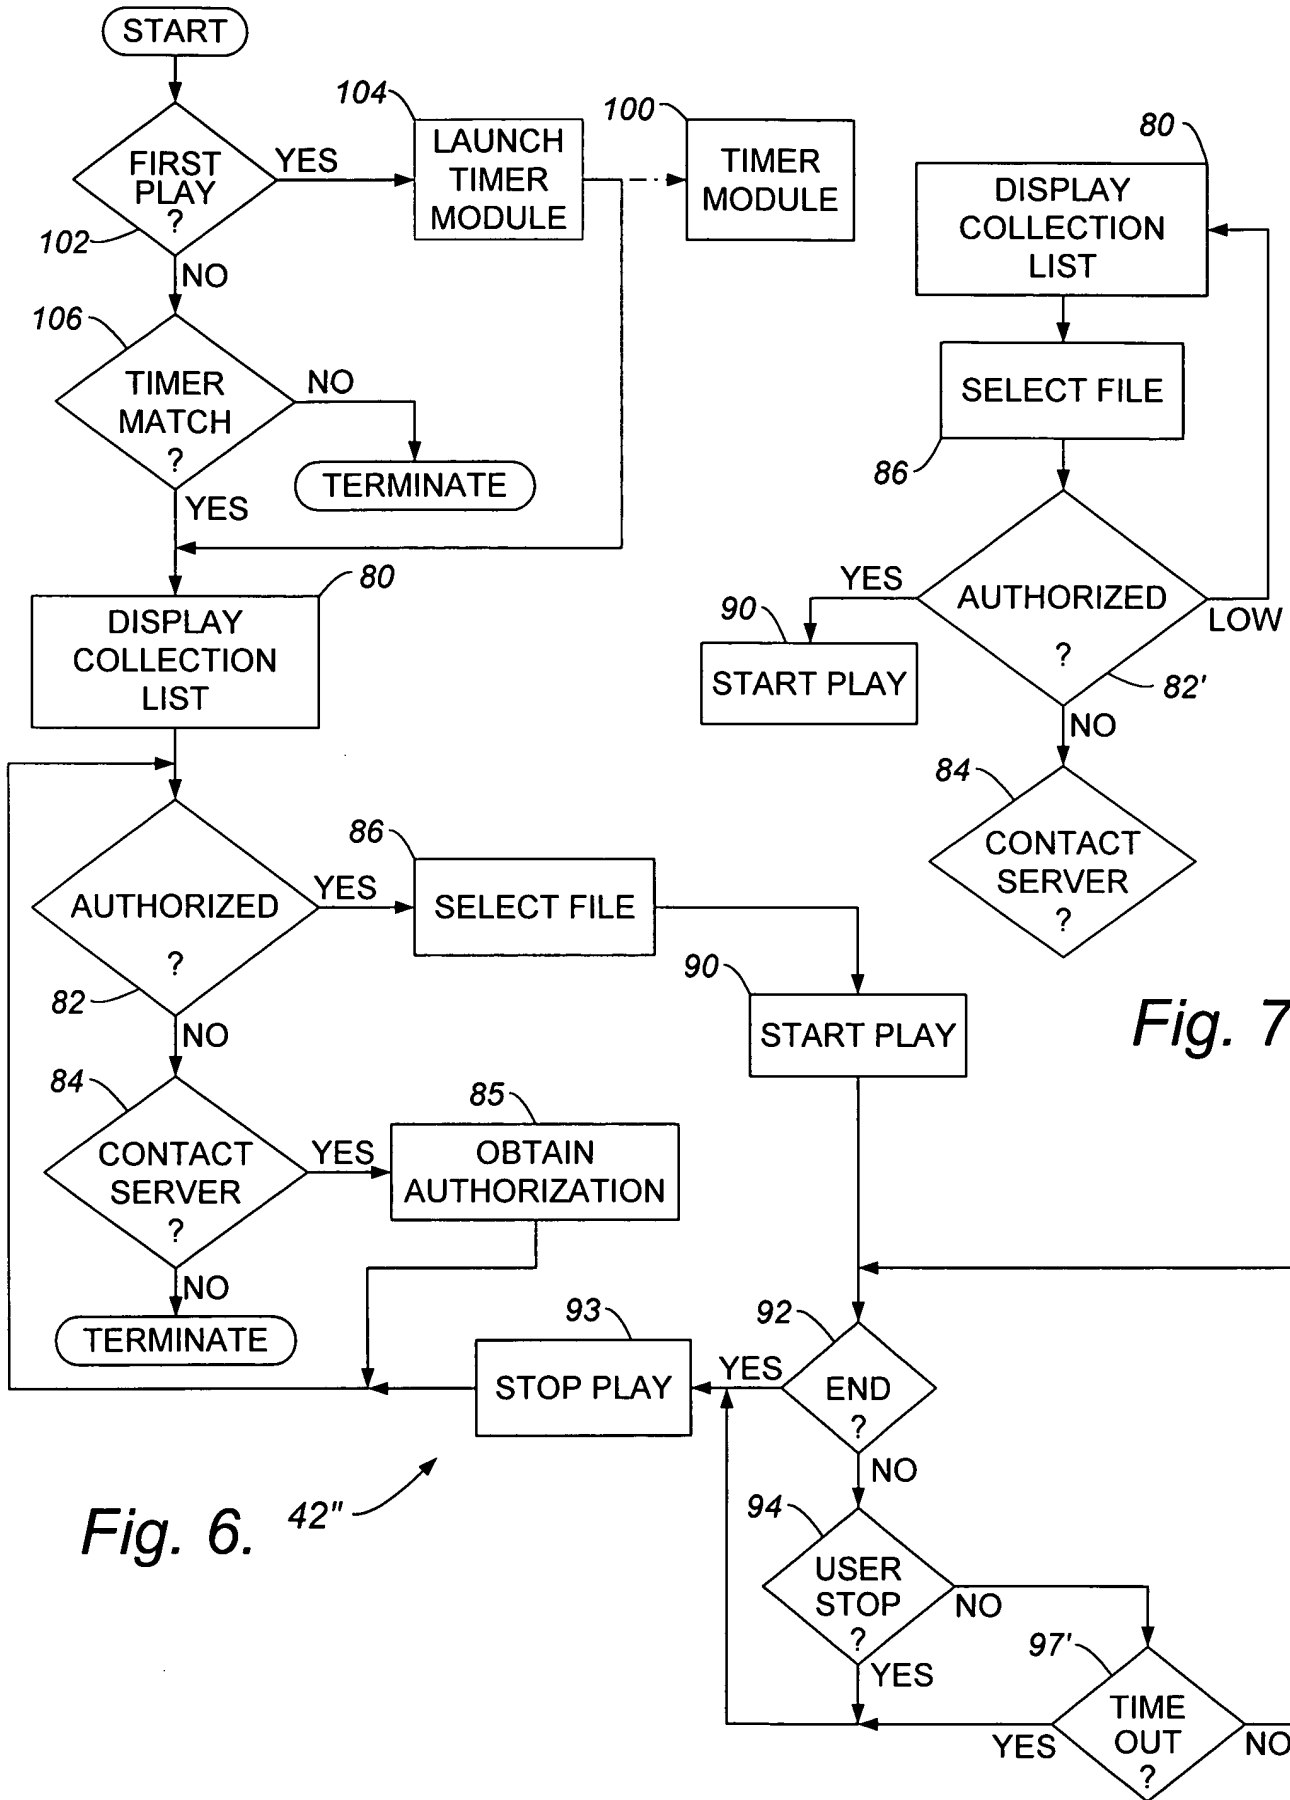 START
FIRST
PLAY
?
102
YES
NO
104
LAUNCH
TIMER
MODULE
100
TIMER
MODULE
106
TIMER
MATCH
?
NO
TERMINATE
YES
80
DISPLAY
COLLECTION
LIST
AUTHORIZED
?
82
YES
NO
86
SELECT FILE
90
START PLAY
84
CONTACT
SERVER
?
YES
NO
TERMINATE
85
OBTAIN
AUTHORIZATION
92
END
?
YES
NO
93
STOP PLAY
94
USER
STOP
?
NO
YES
97'
TIME
OUT
?
YES
NO
Fig. 6.
42"
80
DISPLAY
COLLECTION
LIST
SELECT FILE
86
AUTHORIZED
?
82'
YES
LOW
NO
90
START PLAY
84
CONTACT
SERVER
?
Fig. 7